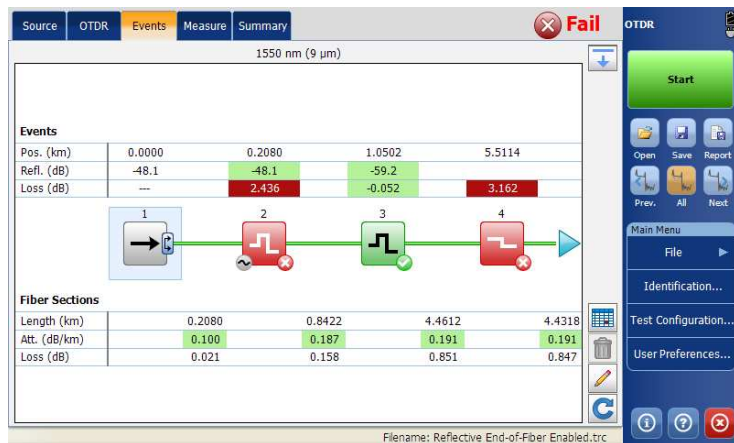 Source OTDR Events Measure Summary Fail OTDR
1550 nm (9 µm)
Start
Events
Pos. (km) 0.0000 0.2080 1.0502 5.5114
Refl. (dB) -48.1 -48.1 -59.2
Loss (dB) --- 2.436 -0.052 3.162
Open Save Report
Prev. All Next
1 2 3 4
Main Menu
File
Identification...
Test Configuration...
User Preferences...
Fiber Sections
Length (km) 0.2080 0.8422 4.4612 4.4318
Att. (dB/km) 0.100 0.187 0.191 0.191
Loss (dB) 0.021 0.158 0.851 0.847
Filename: Reflective End-of-Fiber Enabled.trc